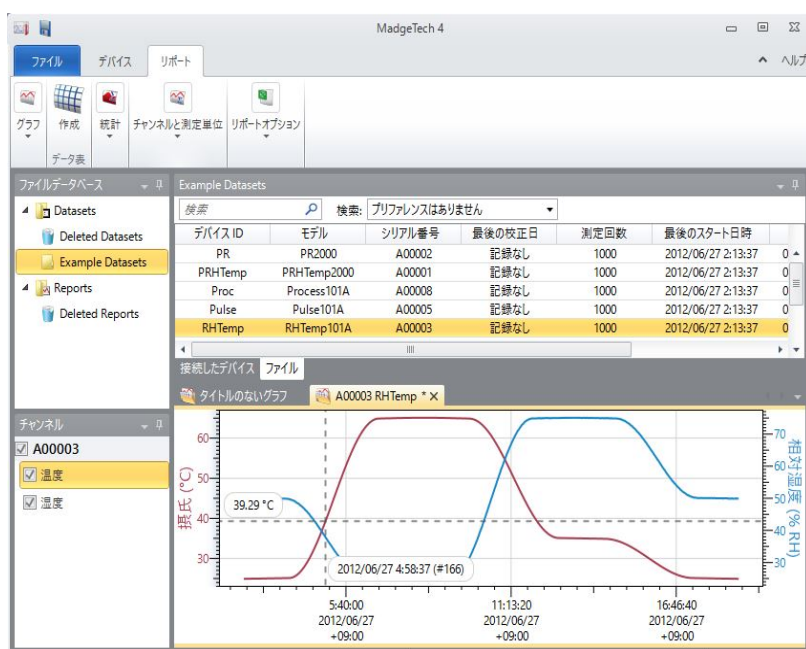 MadgeTech 4
ファイル デバイス リポート ヘルプ
グラフ 作成 統計 チャンネルと測定単位 リポートオプション
データ表
ファイルデータベース
Datasets
Deleted Datasets
Example Datasets
Reports
Deleted Reports
Example Datasets
検索 検索: プリファレンスはありません
デバイス ID モデル シリアル番号 最後の校正日 測定回数 最後のスタート日時
PR PR2000 A00002 記録なし 1000 2012/06/27 2:13:37 0
PRHTemp PRHTemp2000 A00001 記録なし 1000 2012/06/27 2:13:37 0
Proc Process101A A00008 記録なし 1000 2012/06/27 2:13:37 0
Pulse Pulse101A A00005 記録なし 1000 2012/06/27 2:13:37 0
RHTemp RHTemp101A A00003 記録なし 1000 2012/06/27 2:13:37 0
接続したデバイス ファイル
タイトルのないグラフ A00003 RHTemp * X
チャンネル
A00003
温度
湿度
摂氏 (°C)
60
50
40
30
39.29 °C
2012/06/27 4:58:37 (#166)
70
60
50
40
30
相対湿度 (% RH)
5:40:00 11:13:20 16:46:40
2012/06/27 2012/06/27 2012/06/27
+09:00 +09:00 +09:00